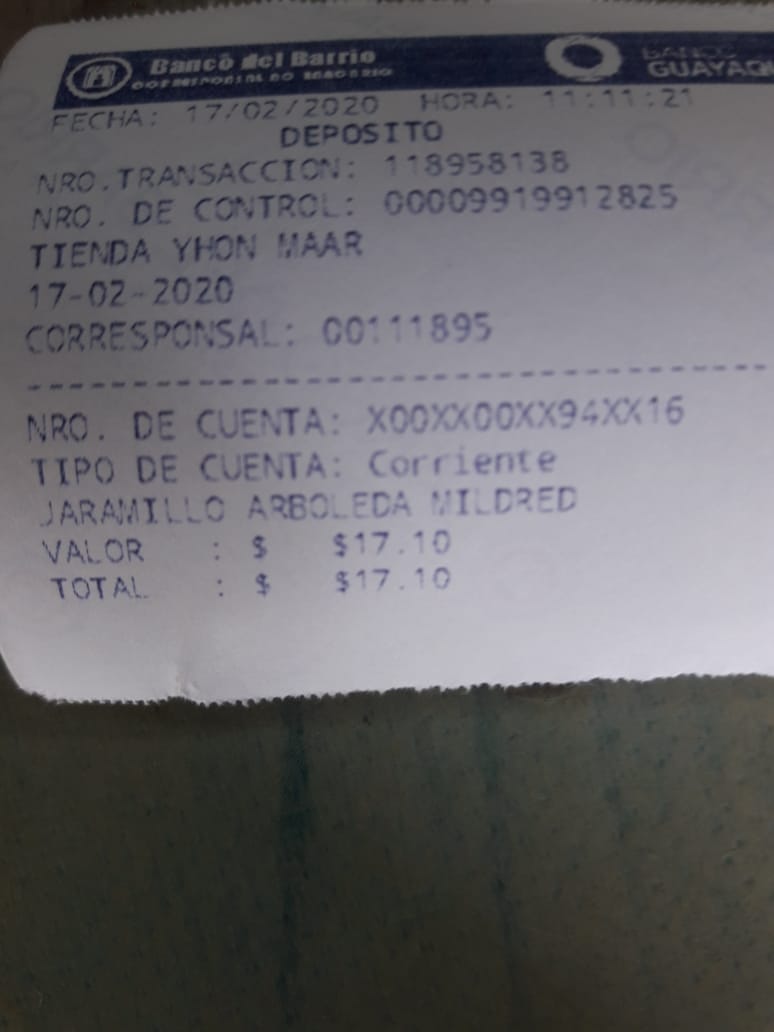 Banco del Barrio
CORRESPONSAL NO BANCARIO
BANCO
GUAYAQU
FECHA: 17/02/2020 HORA: 11:11:21
DEPOSITO
NRO.TRANSACCION: 118958138
NRO. DE CONTROL: 00009919912825
TIENDA YHON MAAR
17-02-2020
CORRESPONSAL: 00111895
NRO. DE CUENTA: X00XX00XX94XX16
TIPO DE CUENTA: Corriente
JARAMILLO ARBOLEDA MILDRED
VALOR : $ $17.10
TOTAL : $ $17.10